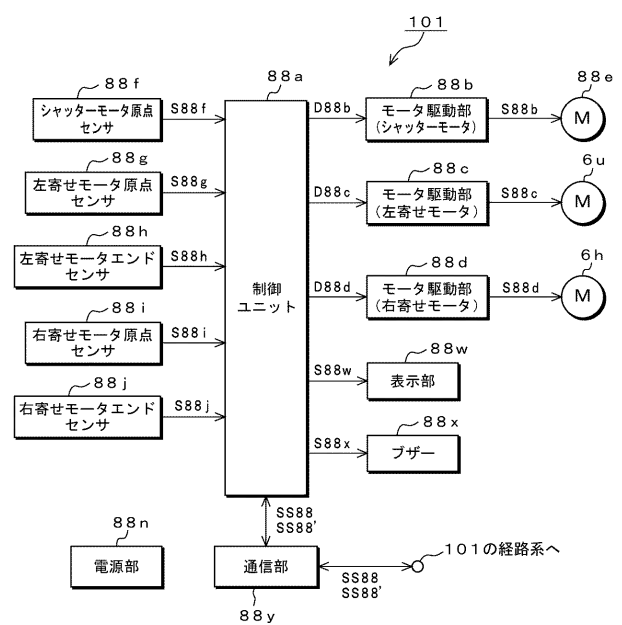 101
88f
シャッターモータ原点
センサ
S88f
88g
左寄せモータ原点
センサ
S88g
88h
左寄せモータエンド
センサ
S88h
88i
右寄せモータ原点
センサ
S88i
88j
右寄せモータエンド
センサ
S88j
88a
制御
ユニット
D88b
88b
モータ駆動部
(シャッターモータ)
S88b
88e
M
D88c
88c
モータ駆動部
(左寄せモータ)
S88c
6u
M
D88d
88d
モータ駆動部
(右寄せモータ)
S88d
6h
M
S88w
88w
表示部
S88x
88x
ブザー
SS88
SS88'
88n
電源部
通信部
88y
SS88
SS88'
101の経路系へ